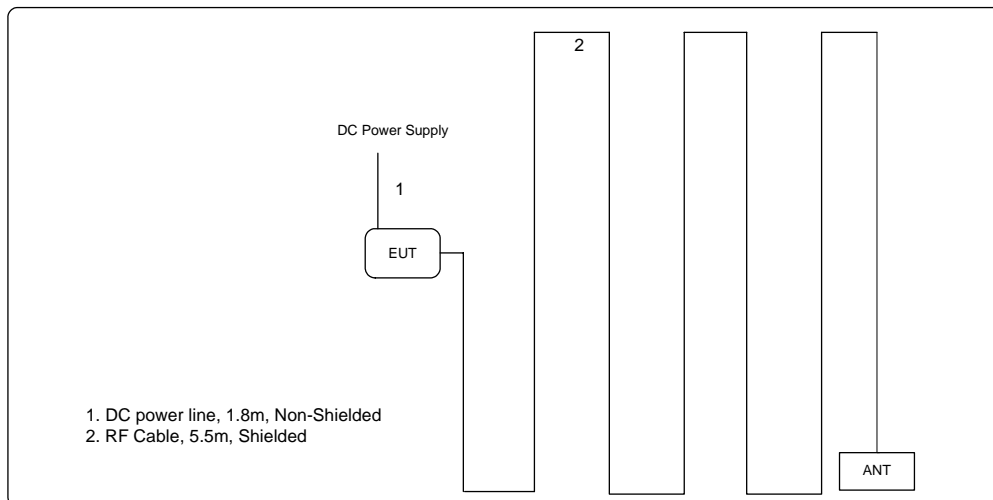 2
DC Power Supply
1
EUT
1. DC power line, 1.8m, Non-Shielded
2. RF Cable, 5.5m, Shielded
ANT